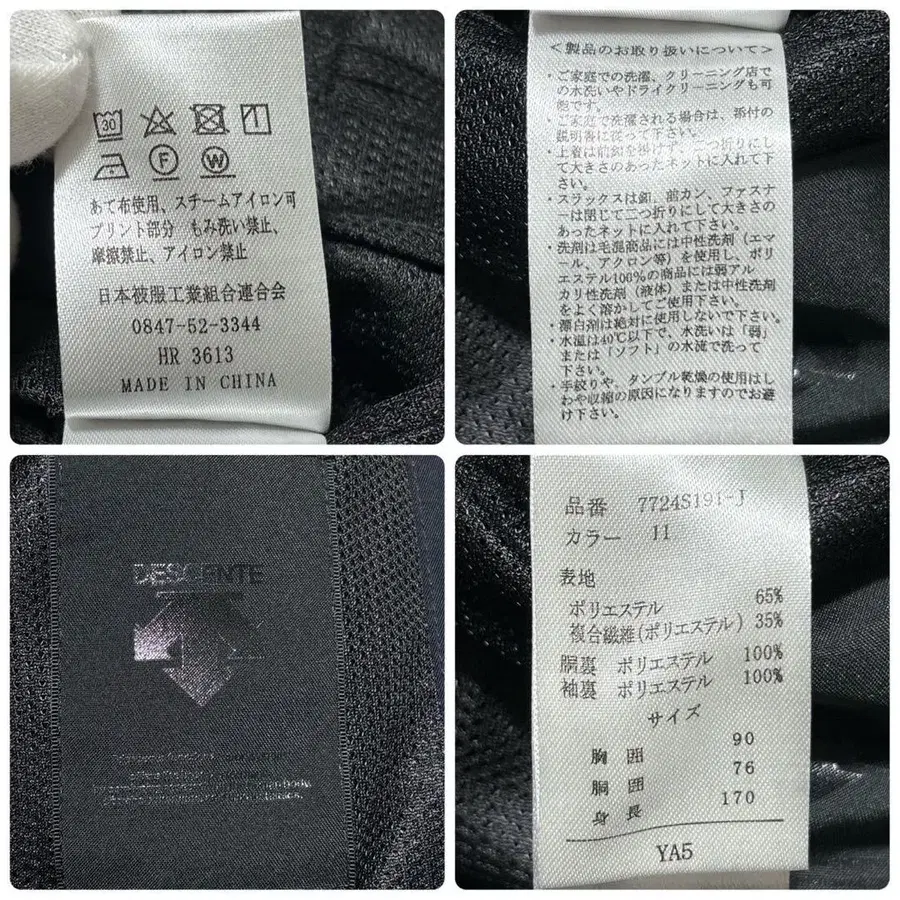 30
F W
あて布使用、スチームアイロン可
プリント部分 もみ洗い禁止、
摩擦禁止、アイロン禁止。
日本被服工業組合連合会
0847-52-3344
HR 3613
MADE IN CHINA
<製品のお取り扱いについて>
・ご家庭での洗濯、クリーニング店で
の水洗いやドライクリーニングも可
能です。
・ご家庭で洗濯される場合は、添付の
説明書に従って下さい。
・上着は前釦を掛けず、二つ折りにし
て大きさのあったネットに入れて下
さい。
・スラックスは釦、前カン、ファスナ
ーは閉じて二つ折りにして大きさの
あったネットに入れて下さい。
・洗剤は毛混商品には中性洗剤(エマ
ール、アクロン等)を使用し、ポリ
エステル100%の商品には弱アル
カリ性洗剤(液体)または中性洗剤
をよく溶かしてご使用下さい。
・漂白剤は絶対に使用しないで下さい。
・水温は40℃以下で、水洗いは「弱」
または「ソフト」の水流で洗って
下さい。
・手絞りや、タンブル乾燥の使用はし
わや収縮の原因になりますのでお避
け下さい。
DESCENTE
品番 7724S191-J
カラー 11
表地
ポリエステル 65%
複合繊維(ポリエステル) 35%
胴裏 ポリエステル 100%
袖裏 ポリエステル 100%
サイズ
胸囲 90
胴囲 76
身長 170
YA5